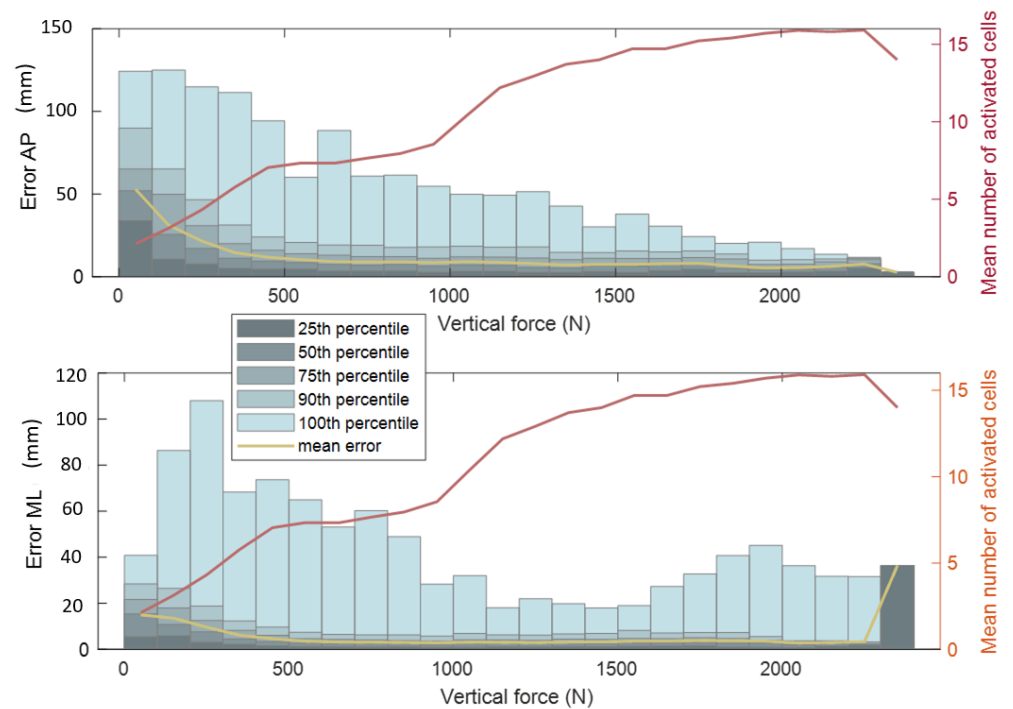 150
100
50
0
Error AP (mm)
15
10
5
0
Mean number of activated cells
0 500 1000 1500 2000
Vertical force (N)
25th percentile
50th percentile
75th percentile
90th percentile
100th percentile
mean error
120
100
80
60
40
20
0
Error ML (mm)
15
10
5
0
Mean number of activated cells
0 500 1000 1500 2000
Vertical force (N)